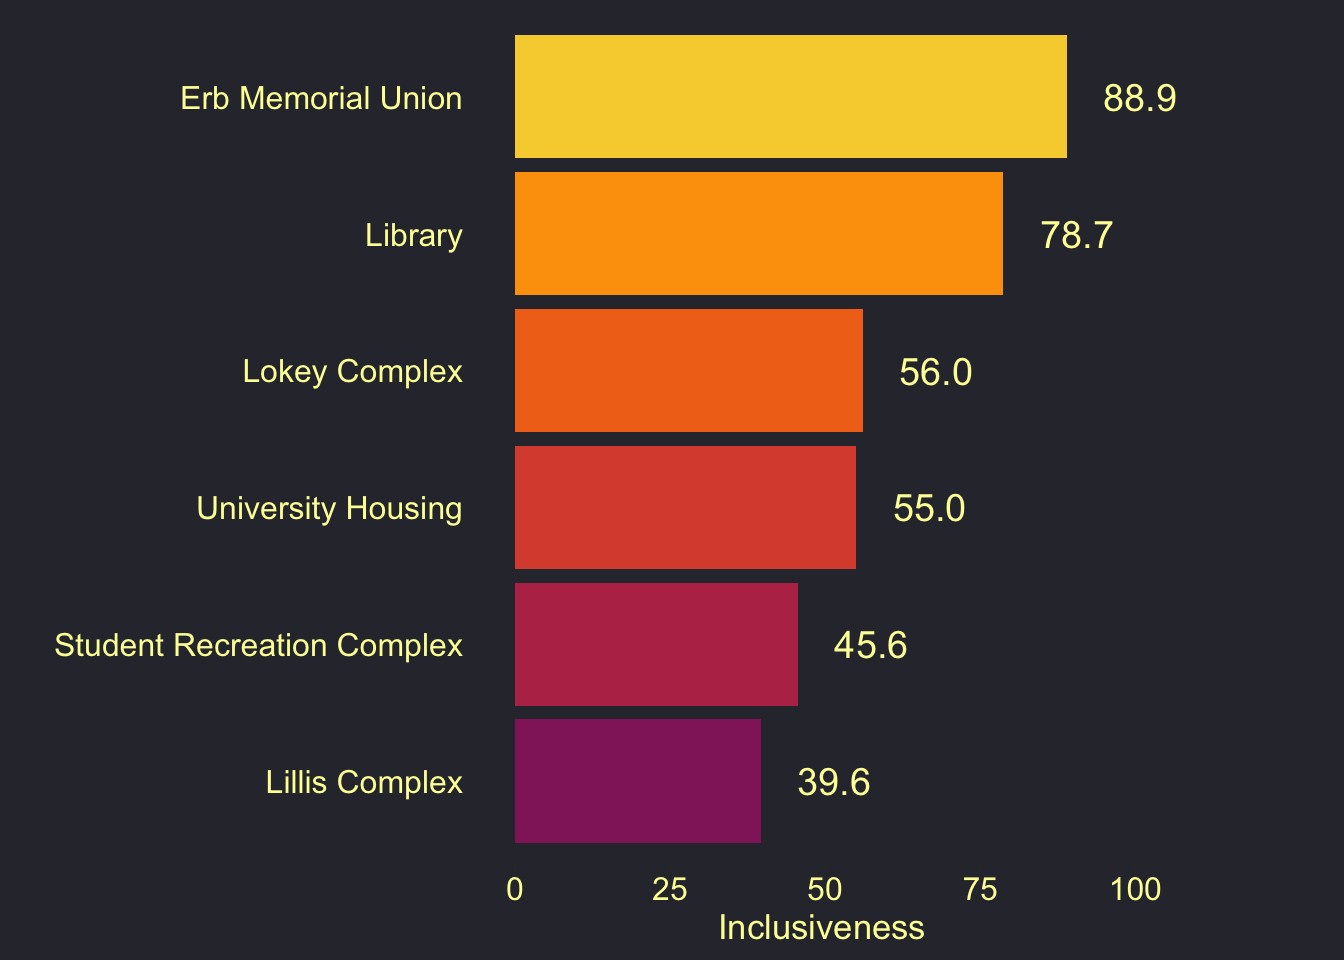 Erb Memorial Union 88.9
Library 78.7
Lokey Complex 56.0
University Housing 55.0
Student Recreation Complex 45.6
Lillis Complex 39.6
0 25 50 75 100
Inclusiveness